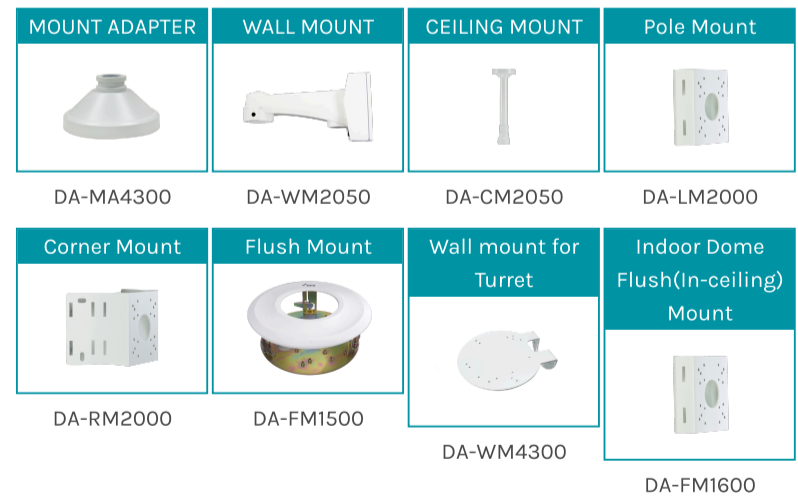 MOUNT ADAPTER
WALL MOUNT
CEILING MOUNT
Pole Mount
DA-MA4300
DA-WM2050
DA-CM2050
DA-LM2000
Corner Mount
Flush Mount
Wall mount for
Turret
Indoor Dome
Flush(In-ceiling)
Mount
DA-RM2000
DA-FM1500
DA-WM4300
DA-FM1600